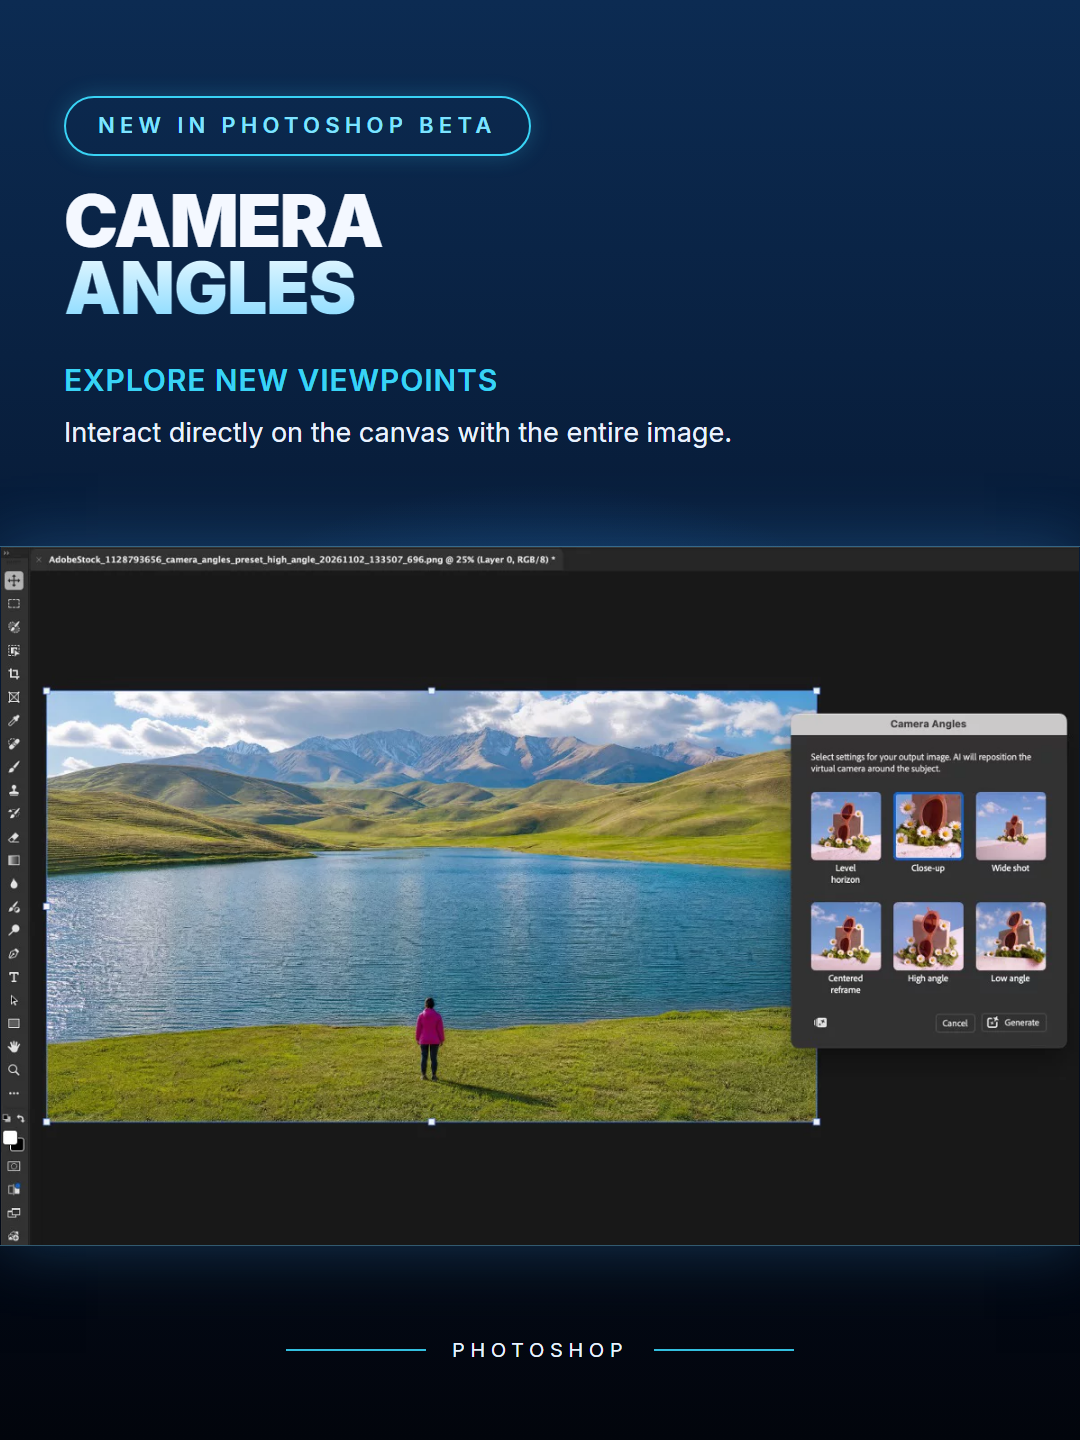 NEW IN PHOTOSHOP BETA
CAMERA
ANGLES
EXPLORE NEW VIEWPOINTS
Interact directly on the canvas with the entire image.
AdobeStock_1128793656_camera_angles_preset_high_angle_20261102_133507_696.png @ 25% (Layer 0, RGB/8) *
Camera Angles
Select settings for your output image. AI will reposition the
virtual camera around the subject.
Level
horizon
Close-up
Wide shot
Centered
reframe
High angle
Low angle
Cancel
Generate
PHOTOSHOP